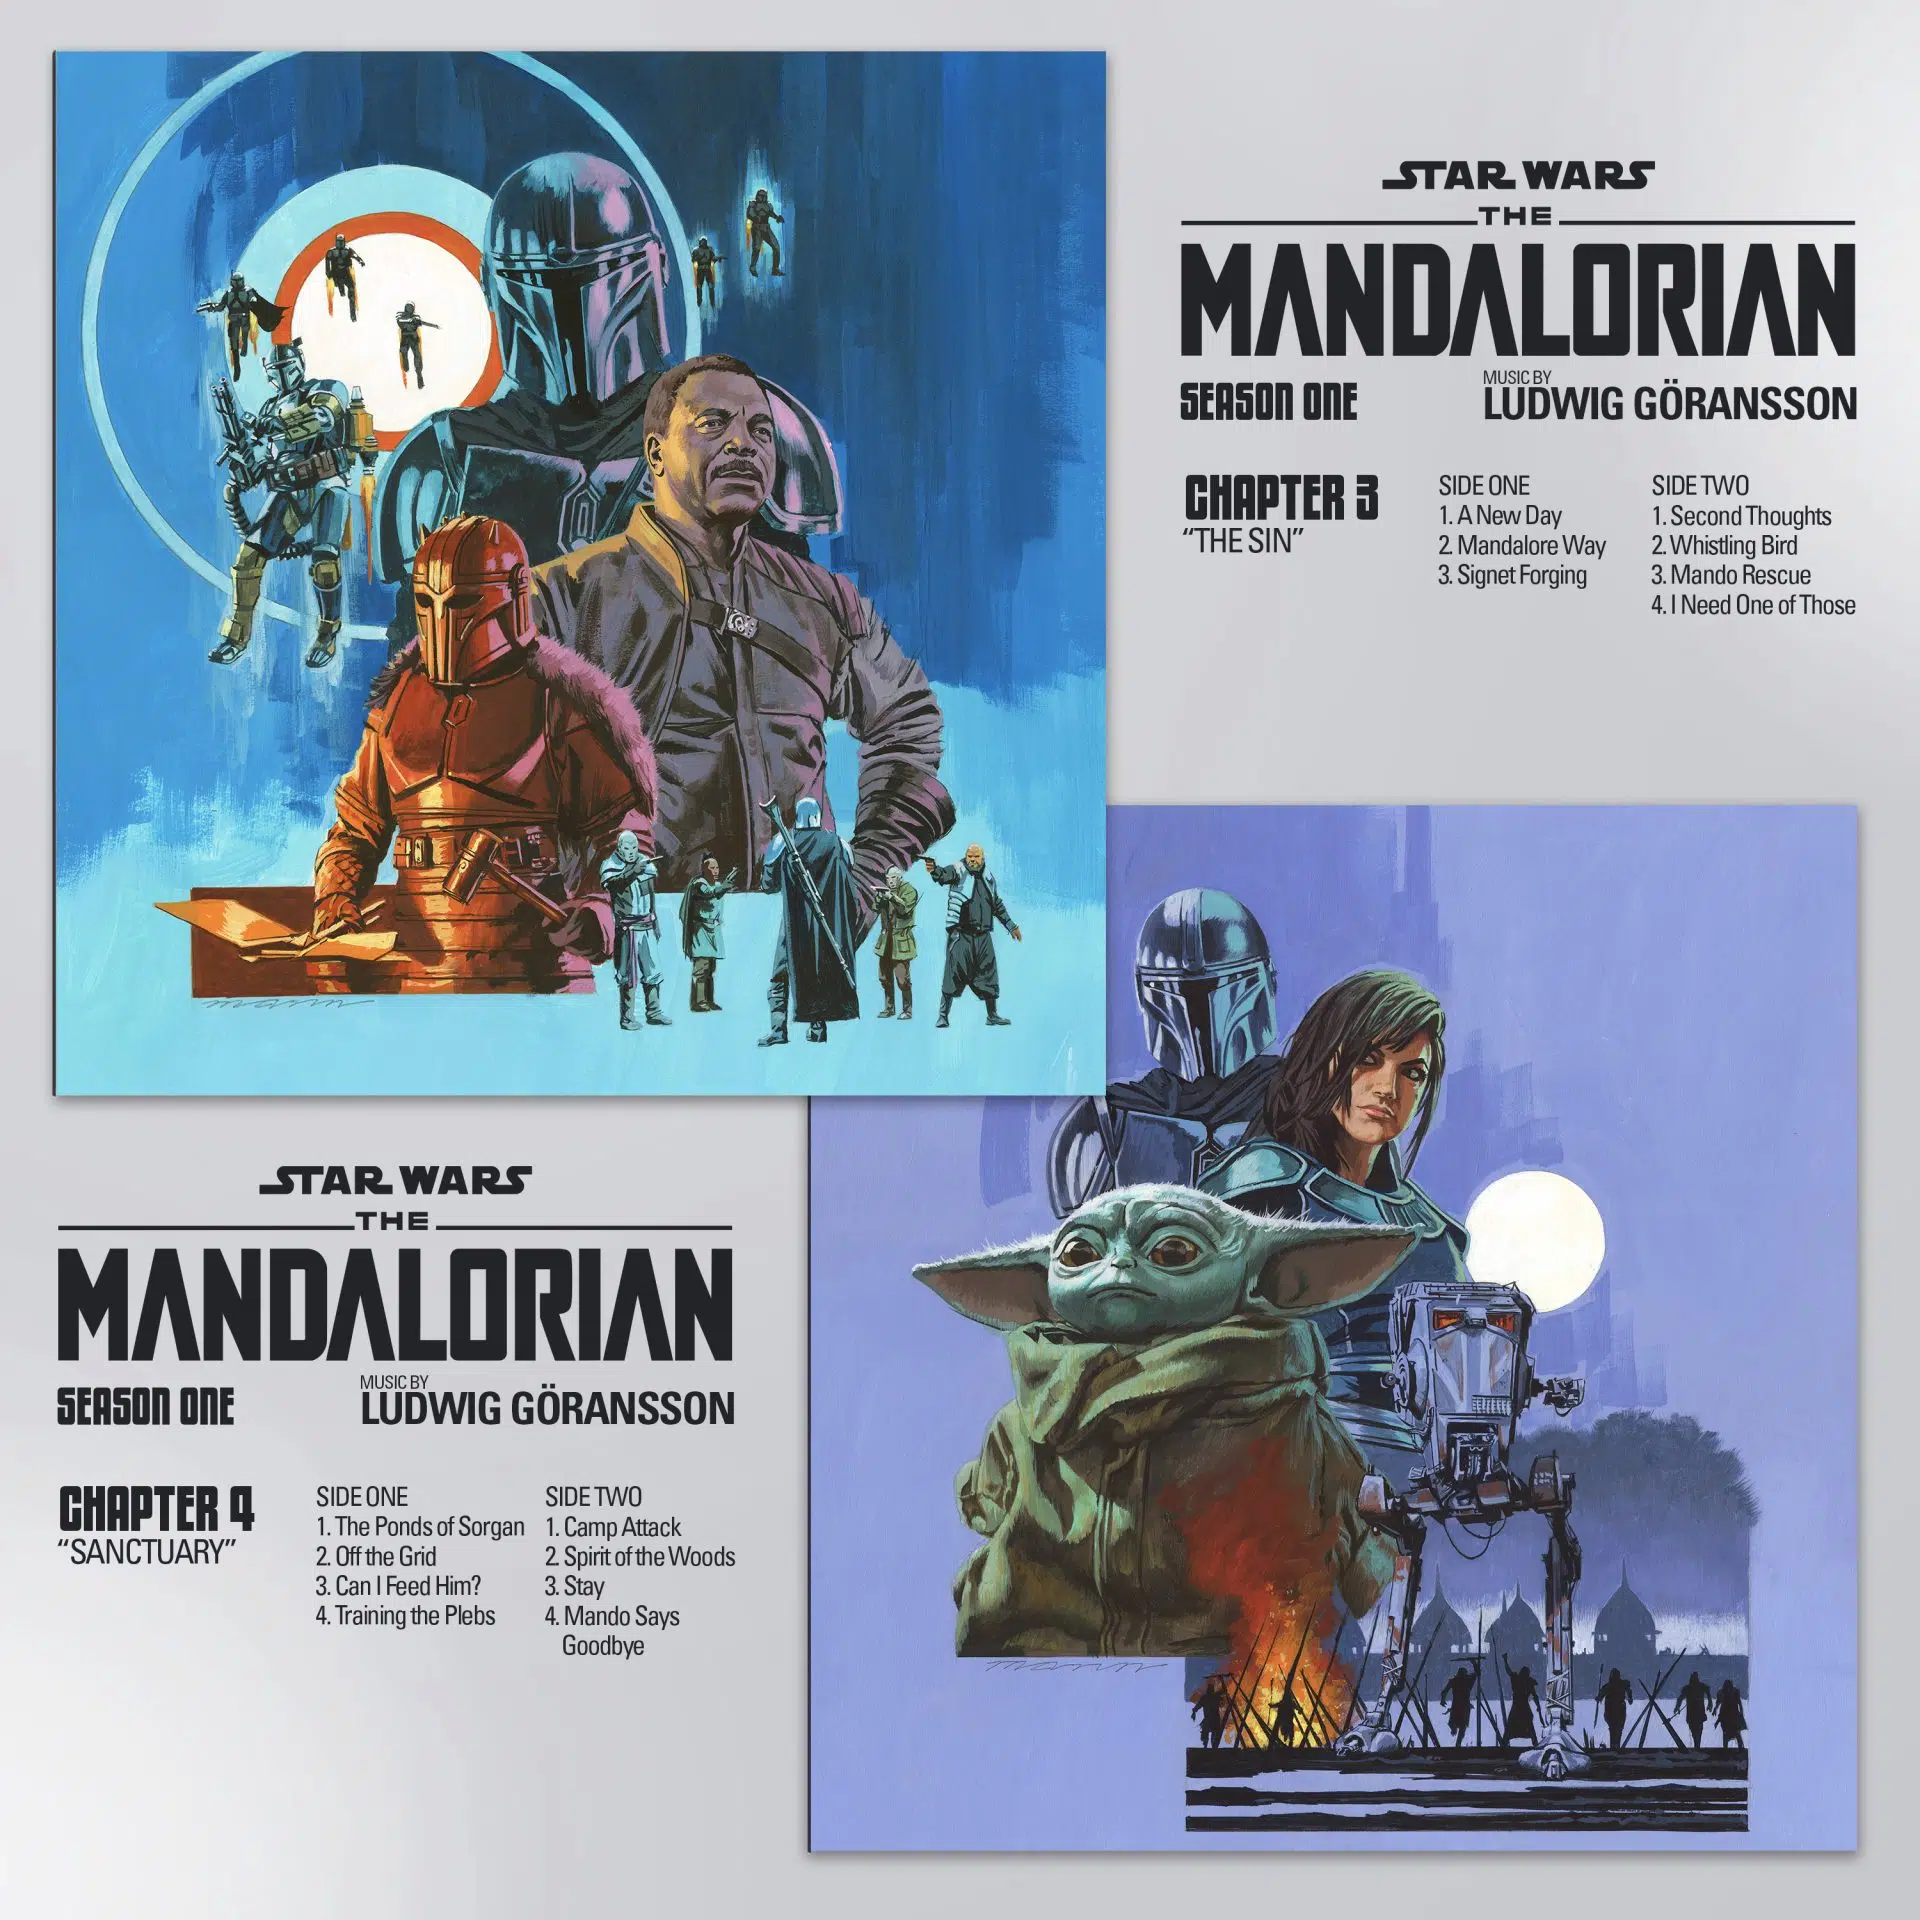 STAR WARS
THE
MANDALORIAN
SEASON ONE
MUSIC BY
LUDWIG GÖRANSSON
CHAPTER 3
“THE SIN”
SIDE ONE
1. A New Day
2. Mandalore Way
3. Signet Forging
SIDE TWO
1. Second Thoughts
2. Whistling Bird
3. Mando Rescue
4. I Need One of Those
mann
STAR WARS
THE
MANDALORIAN
SEASON ONE
MUSIC BY
LUDWIG GÖRANSSON
CHAPTER 4
“SANCTUARY”
SIDE ONE
1. The Ponds of Sorgan
2. Off the Grid
3. Can I Feed Him?
4. Training the Plebs
SIDE TWO
1. Camp Attack
2. Spirit of the Woods
3. Stay
4. Mando Says
Goodbye
mann